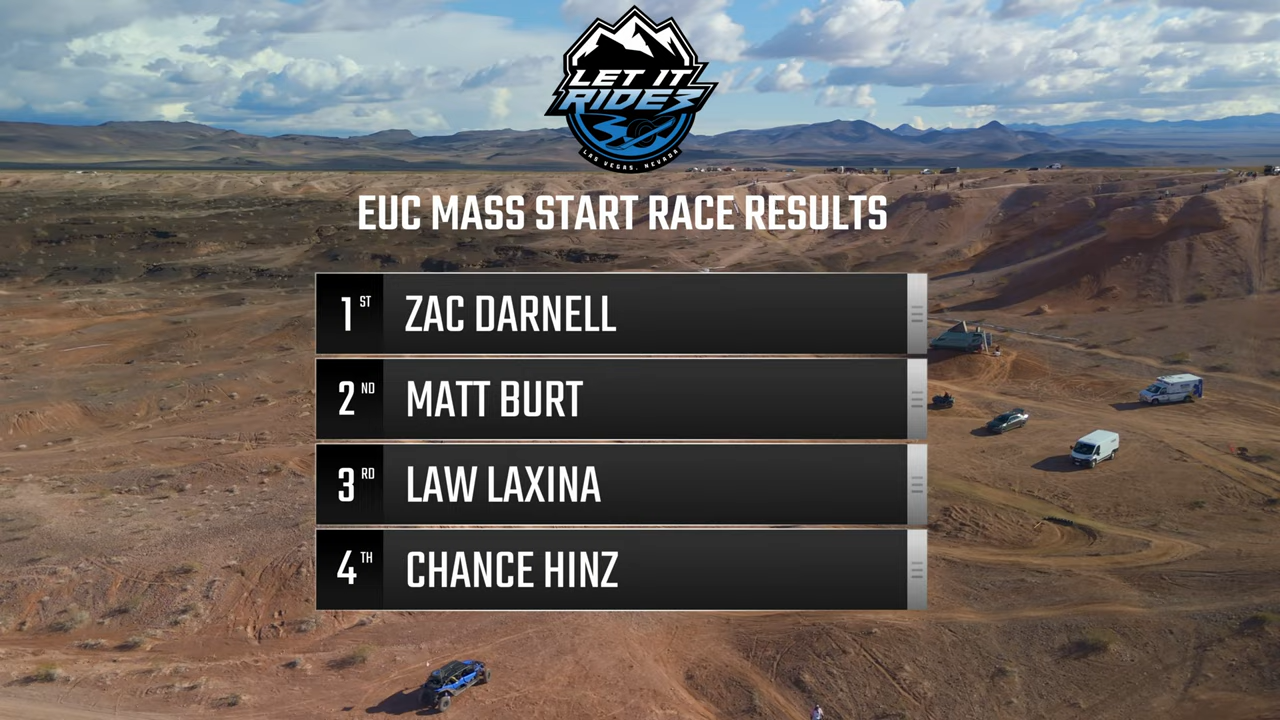 LET IT
RIDE3
LAS VEGAS, NEVADA
EUC MASS START RACE RESULTS
1ST ZAC DARNELL
2ND MATT BURT
3RD LAW LAXINA
4TH CHANCE HINZ